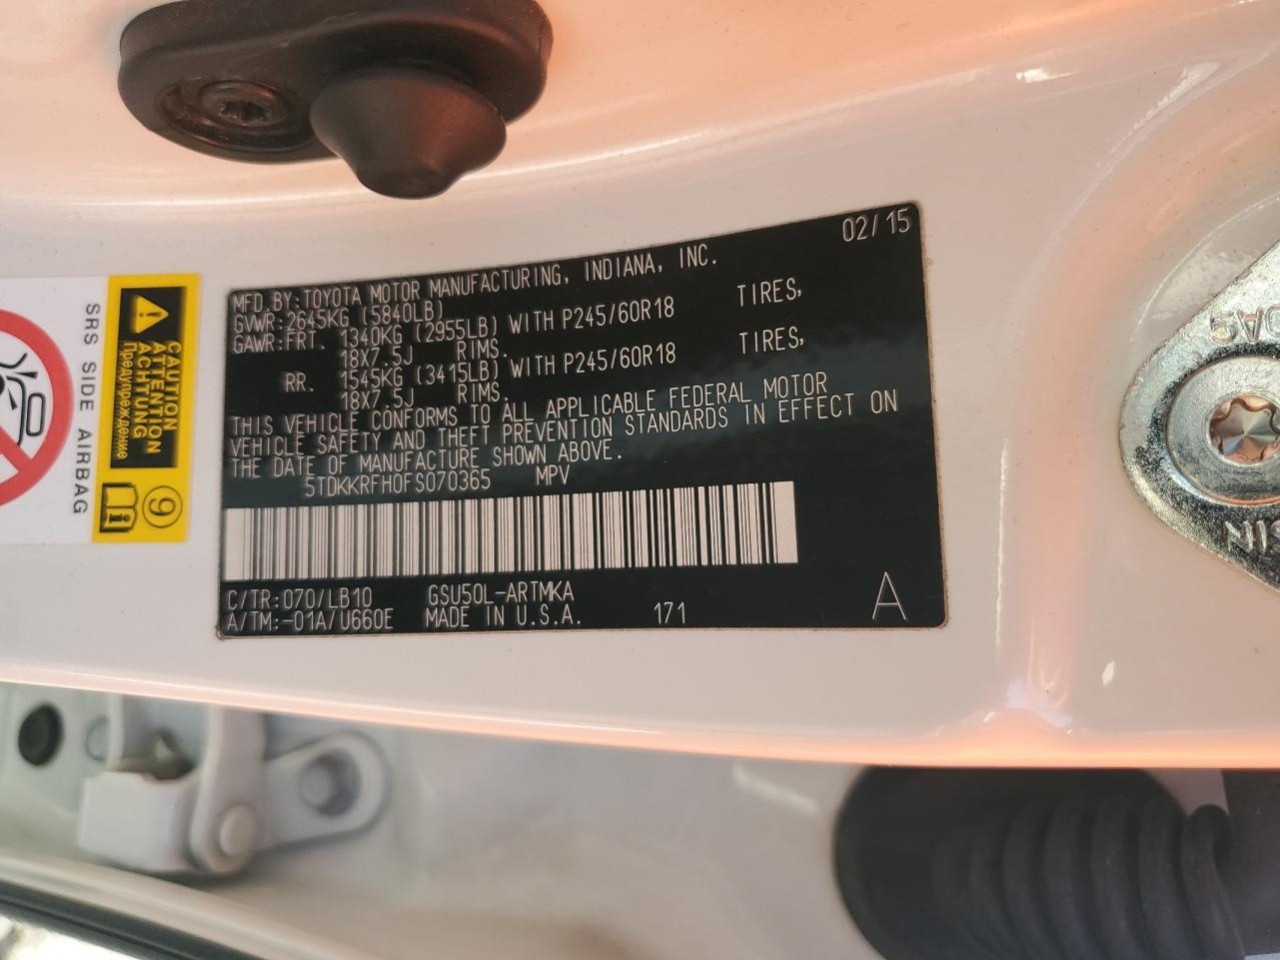 02/15
MFD. BY: TOYOTA MOTOR MANUFACTURING, INDIANA, INC.
GVWR: 2645KG (5840LB)
GAWR: FRT. 1340KG (2955LB) WITH P245/60R18 TIRES,
18X7.5J RIMS.
RR. 1545KG (3415LB) WITH P245/60R18 TIRES,
18X7.5J RIMS.
THIS VEHICLE CONFORMS TO ALL APPLICABLE FEDERAL MOTOR
VEHICLE SAFETY AND THEFT PREVENTION STANDARDS IN EFFECT ON
THE DATE OF MANUFACTURE SHOWN ABOVE.
5TDKKRFH0FS070365 MPV
C/TR: 070/LB10 GSU50L-ARTMKA
A/TM: -01A/U660E MADE IN U.S.A. 171
A
CAUTION
ATTENTION
ACHTUNG
Предупреждение
9
SRS SIDE AIRBAG